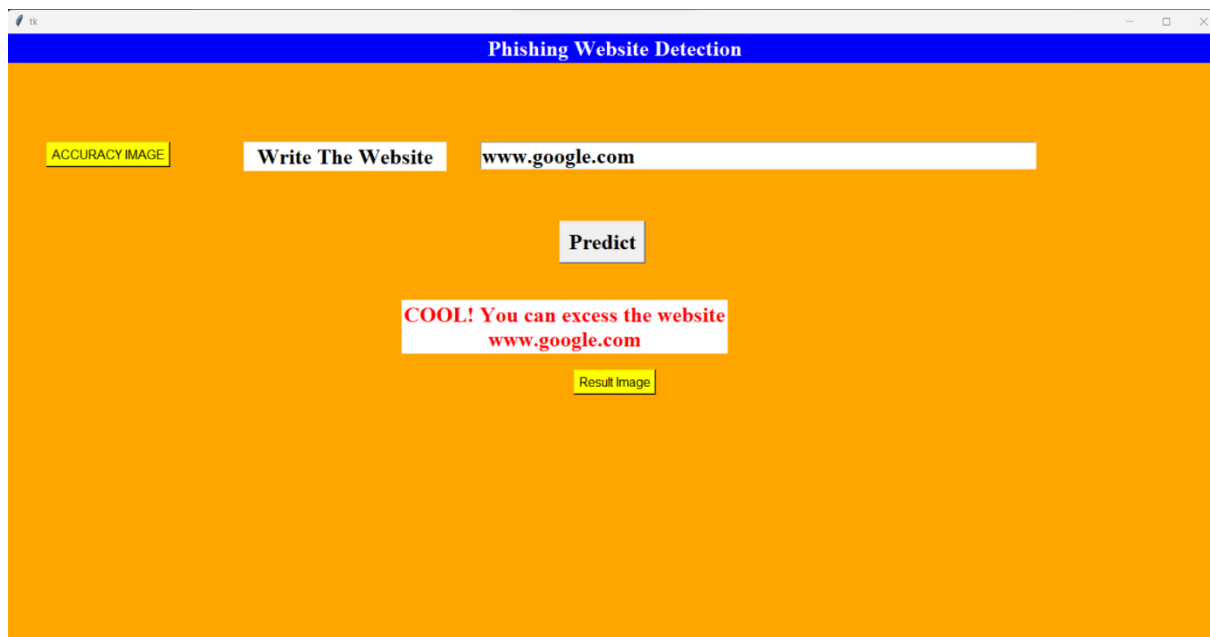 tk
Phishing Website Detection
ACCURACY IMAGE
Write The Website
www.google.com
Predict
COOL! You can excess the website
www.google.com
Result Image